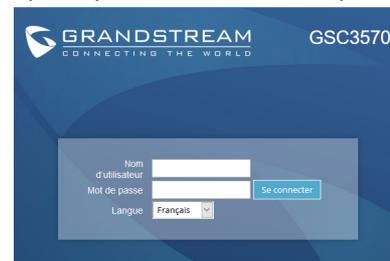 GRANDSTREAM
CONNECTING THE WORLD
GSC3570
Nom
d'utilisateur
Mot de passe
Se connecter
Langue
Français